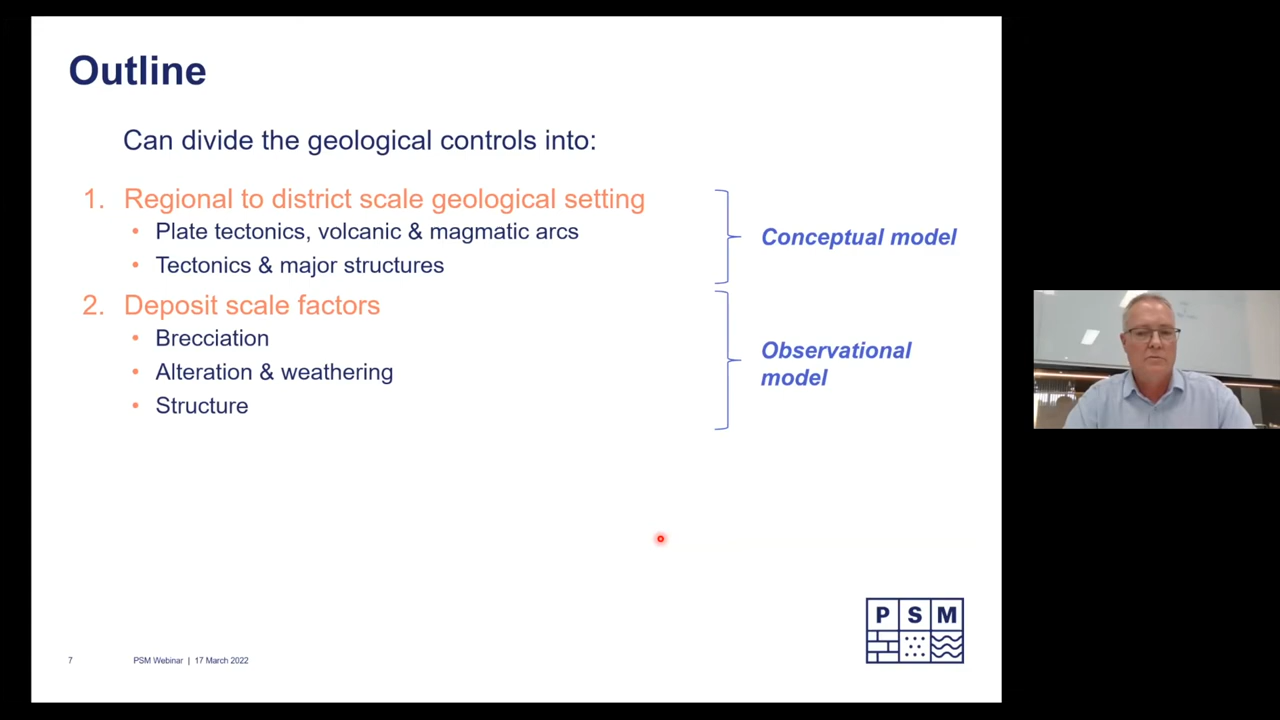 Outline
Can divide the geological controls into:
1. Regional to district scale geological setting
• Plate tectonics, volcanic & magmatic arcs
• Tectonics & major structures
Conceptual model
2. Deposit scale factors
• Brecciation
• Alteration & weathering
• Structure
Observational
model
PSM
7 PSM Webinar | 17 March 2022